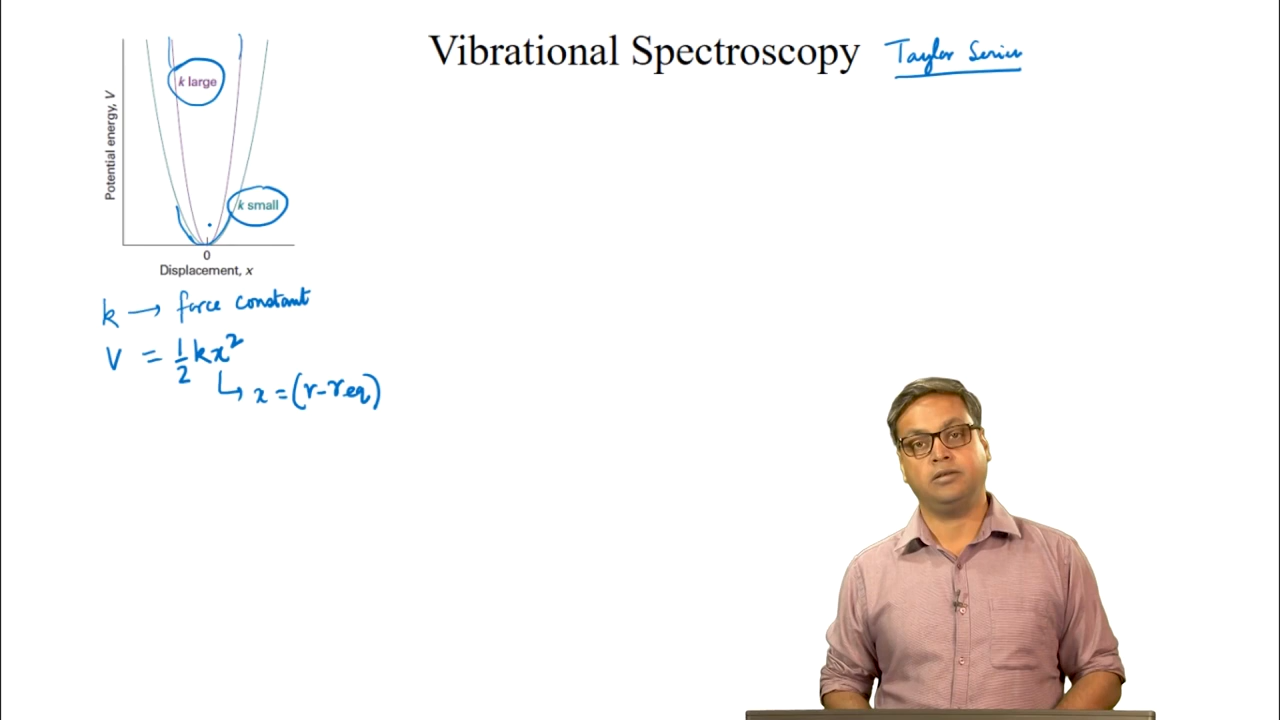 Vibrational Spectroscopy Taylor Series
k large
Potential energy, V
k small
0
Displacement, x
k → force constant
V = 1/2 kx²
↳ x = (r-req)